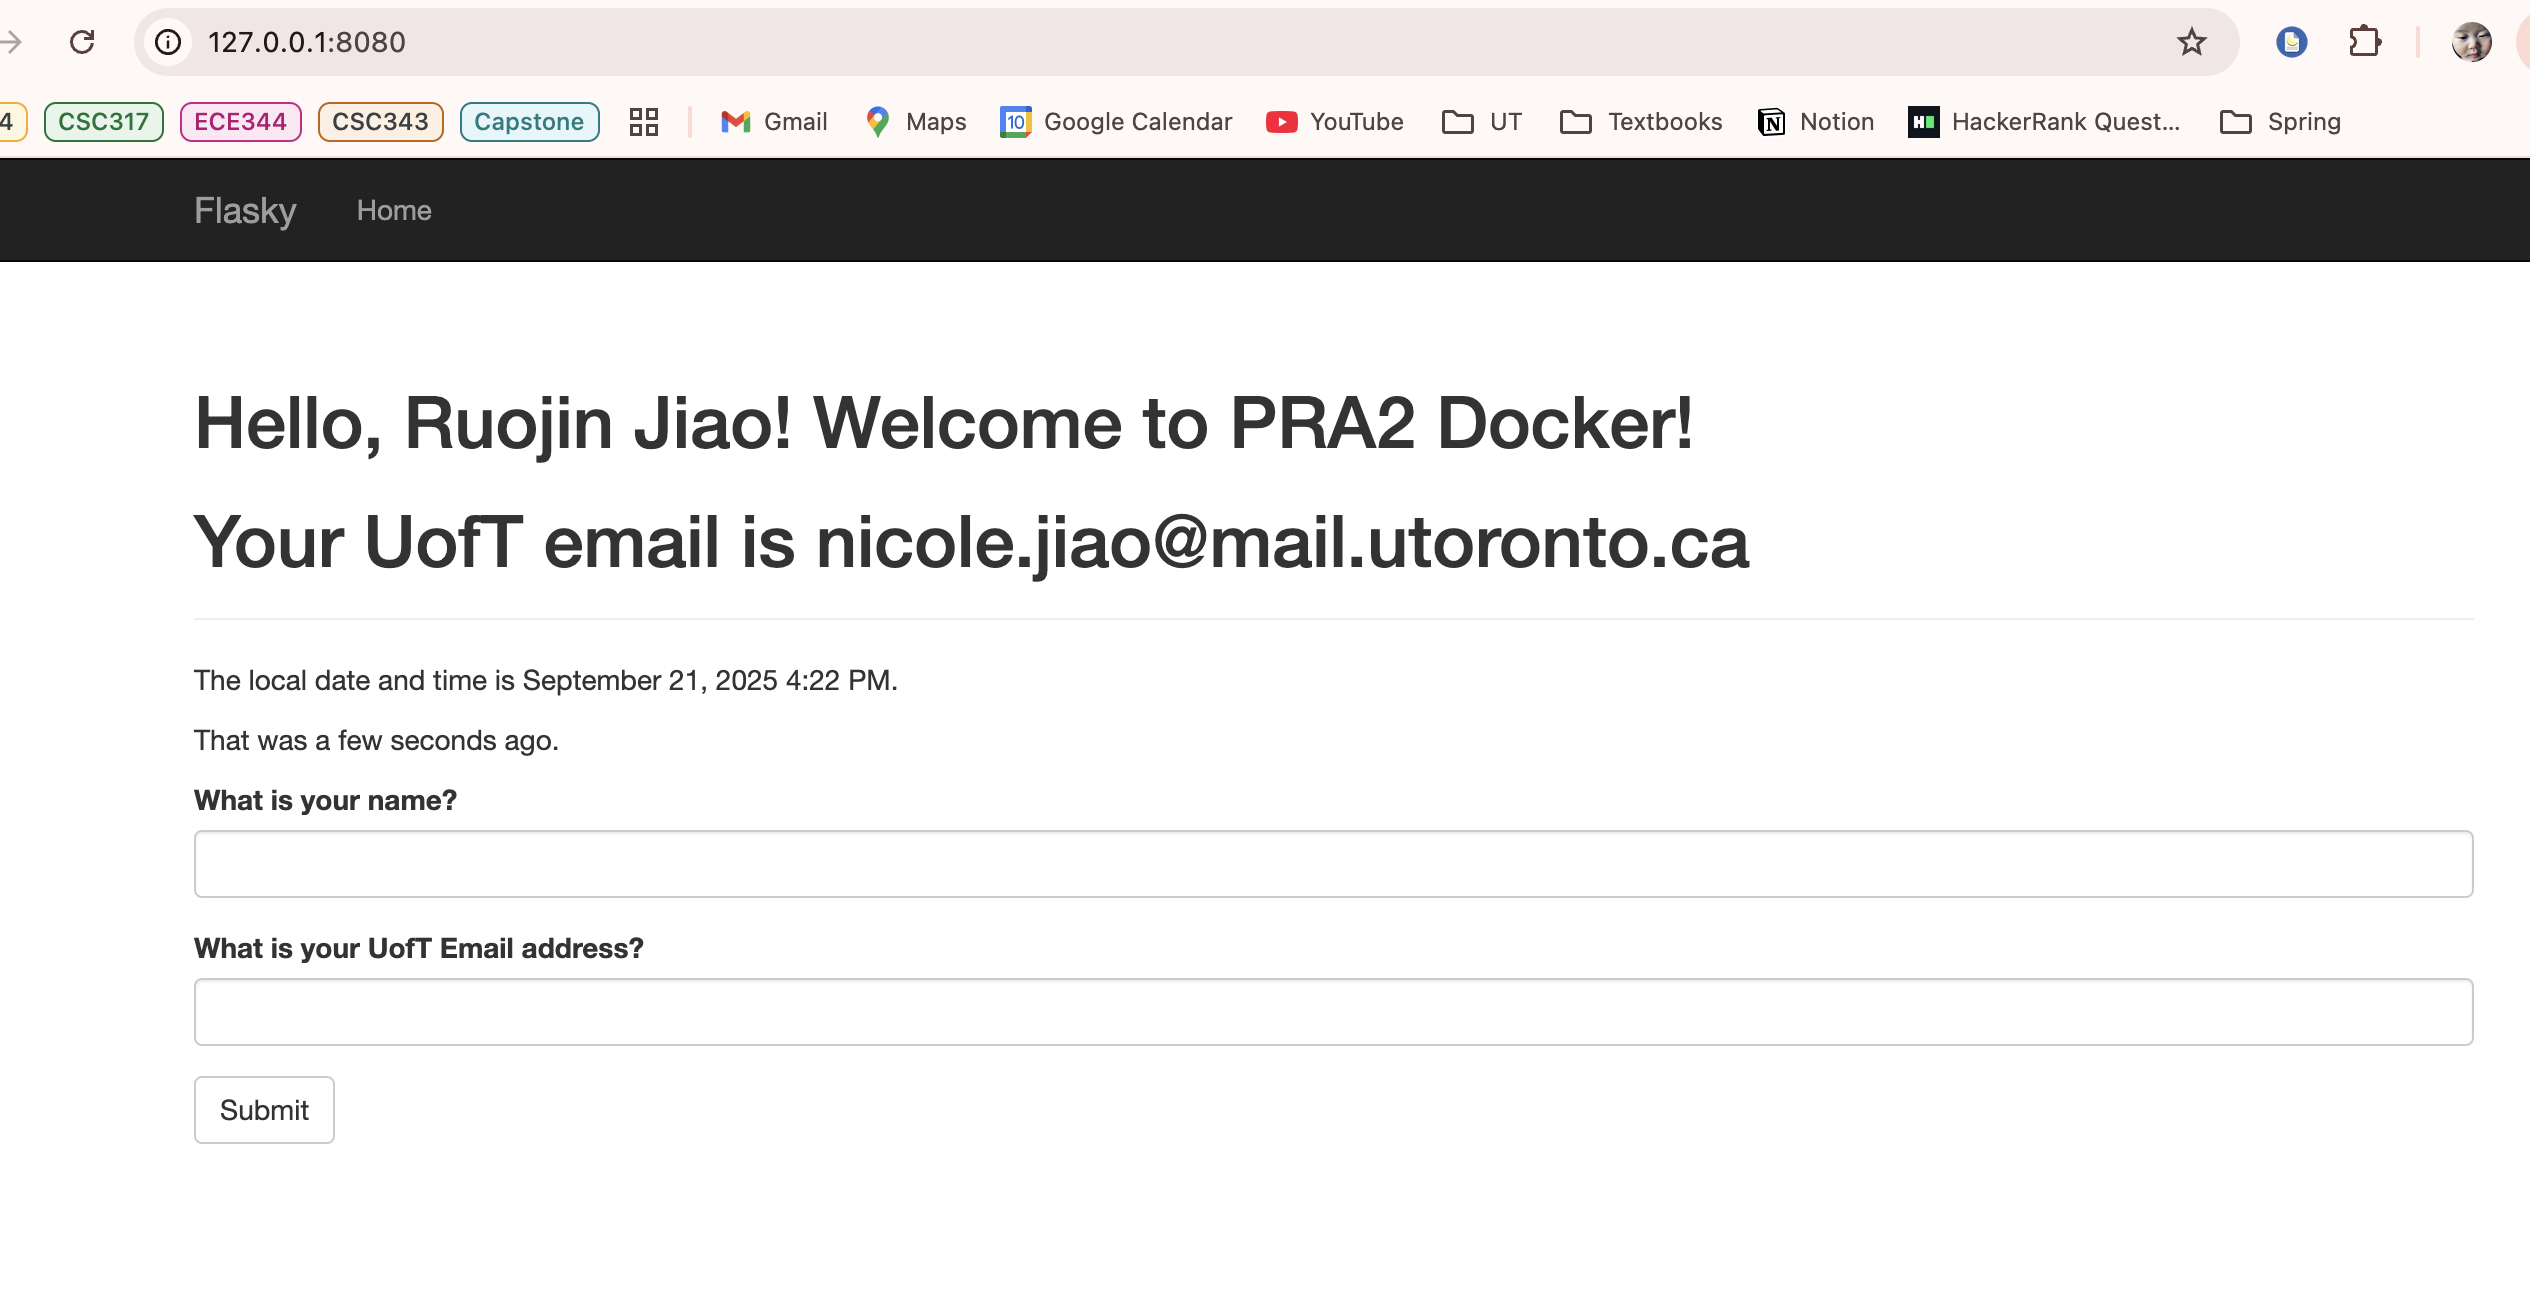 127.0.0.1:8080
4 CSC317 ECE344 CSC343 Capstone Gmail Maps 10 Google Calendar YouTube UT Textbooks Notion HackerRank Quest... Spring
Flasky Home
Hello, Ruojin Jiao! Welcome to PRA2 Docker!
Your UofT email is nicole.jiao@mail.utoronto.ca
The local date and time is September 21, 2025 4:22 PM.
That was a few seconds ago.
What is your name?
What is your UofT Email address?
Submit